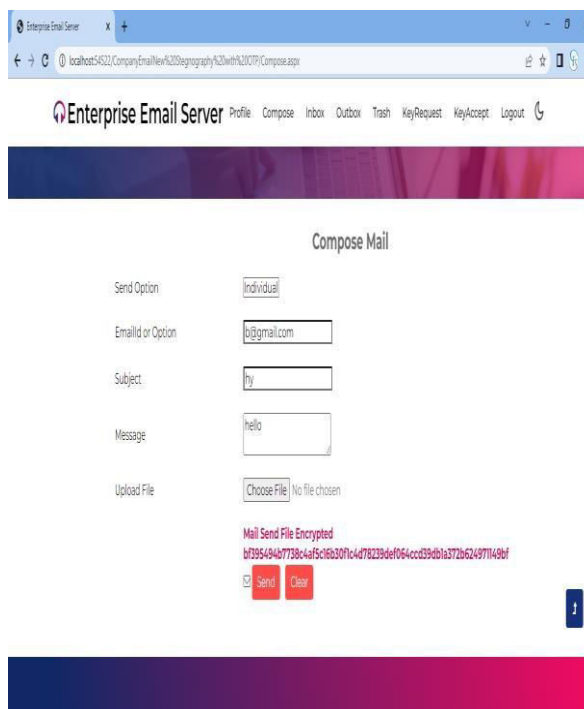 Enterprise Email Server
localhost:54522/CompanyEmailNew%20Stegnography%20with%20OTP/Compose.aspx
Enterprise Email Server Profile Compose Inbox Outbox Trash KeyRequest KeyAccept Logout
Compose Mail
Send Option Individual
EmailId or Option b@gmail.com
Subject hy
Message hello
Upload File Choose File No file chosen
Mail Send File Encrypted
bf395494b7738c4af5c16b30f1c4d78239def064ccd39db1a372b624971149bf
Send Clear